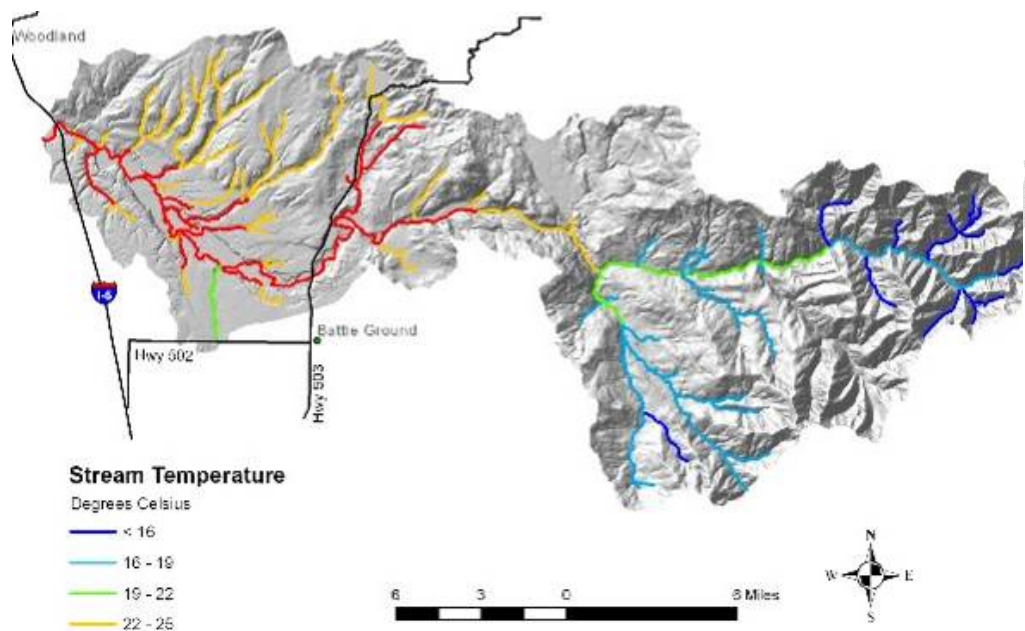 Woodland
I-5
Battle Ground
Hwy 502
Hwy 503
Stream Temperature
Degrees Celsius
< 16
16 - 19
19 - 22
22 - 25
6 3 0 6 Miles
N
W E
S